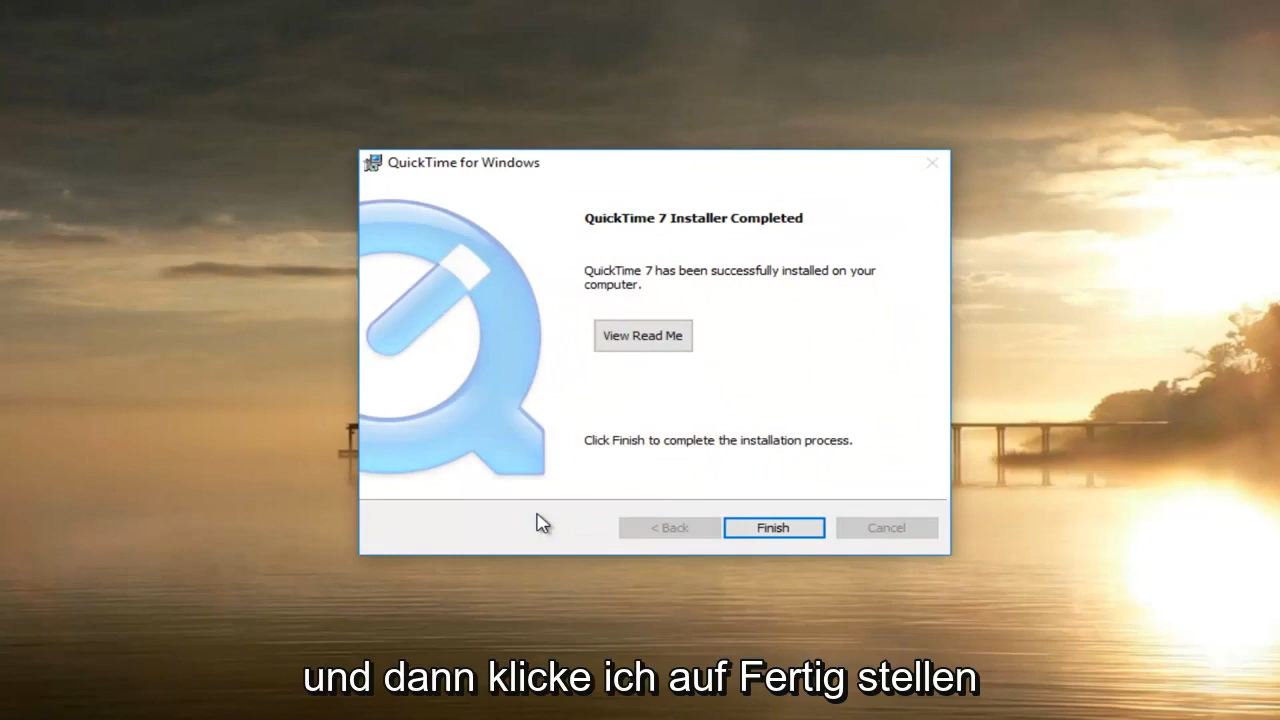 QuickTime for Windows
QuickTime 7 Installer Completed
QuickTime 7 has been successfully installed on your
computer.
View Read Me
Click Finish to complete the installation process.
< Back
Finish
Cancel
und dann klicke ich auf Fertig stellen